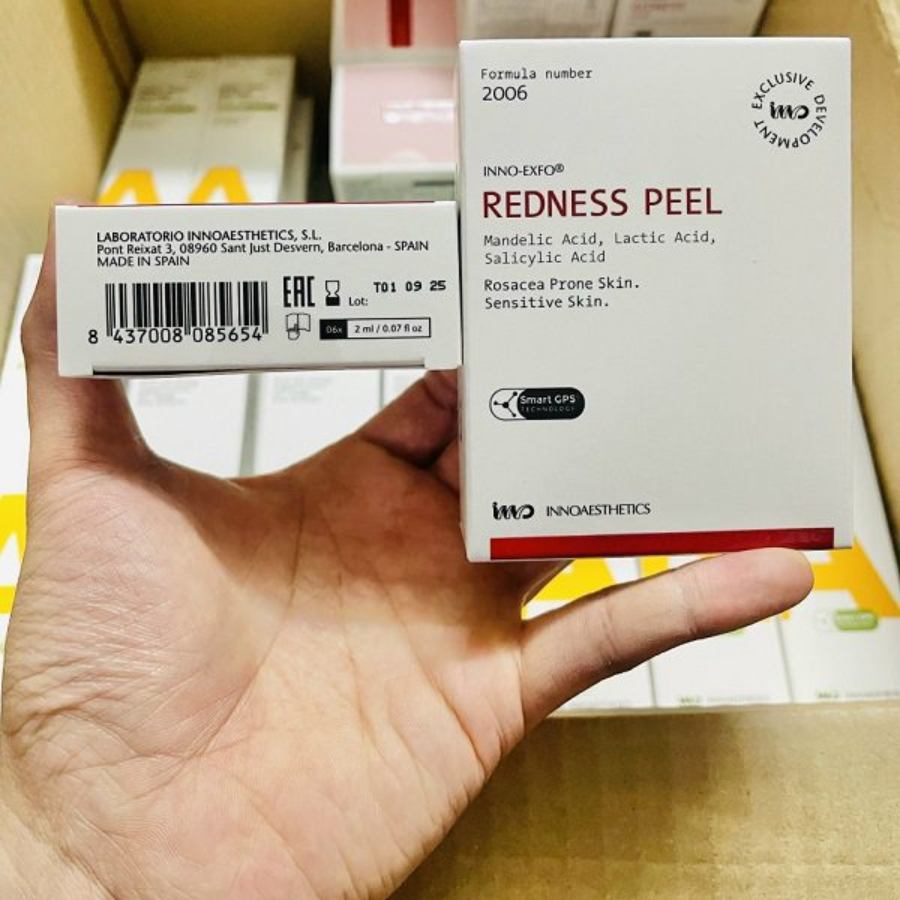 Formula number
2006
EXCLUSIVE DEVELOPMENT
inno
INNO-EXFO®
REDNESS PEEL
Mandelic Acid, Lactic Acid,
Salicylic Acid
Rosacea Prone Skin.
Sensitive Skin.
Smart GPS
TECHNOLOGY
inno INNOAESTHETICS
LABORATORIO INNOAESTHETICS, S.L.
Pont Reixat 3, 08960 Sant Just Desvern, Barcelona - SPAIN
MADE IN SPAIN
EAC
Lot: T01 09 25
06x 2 ml / 0.07 fl oz
8 437008 085654